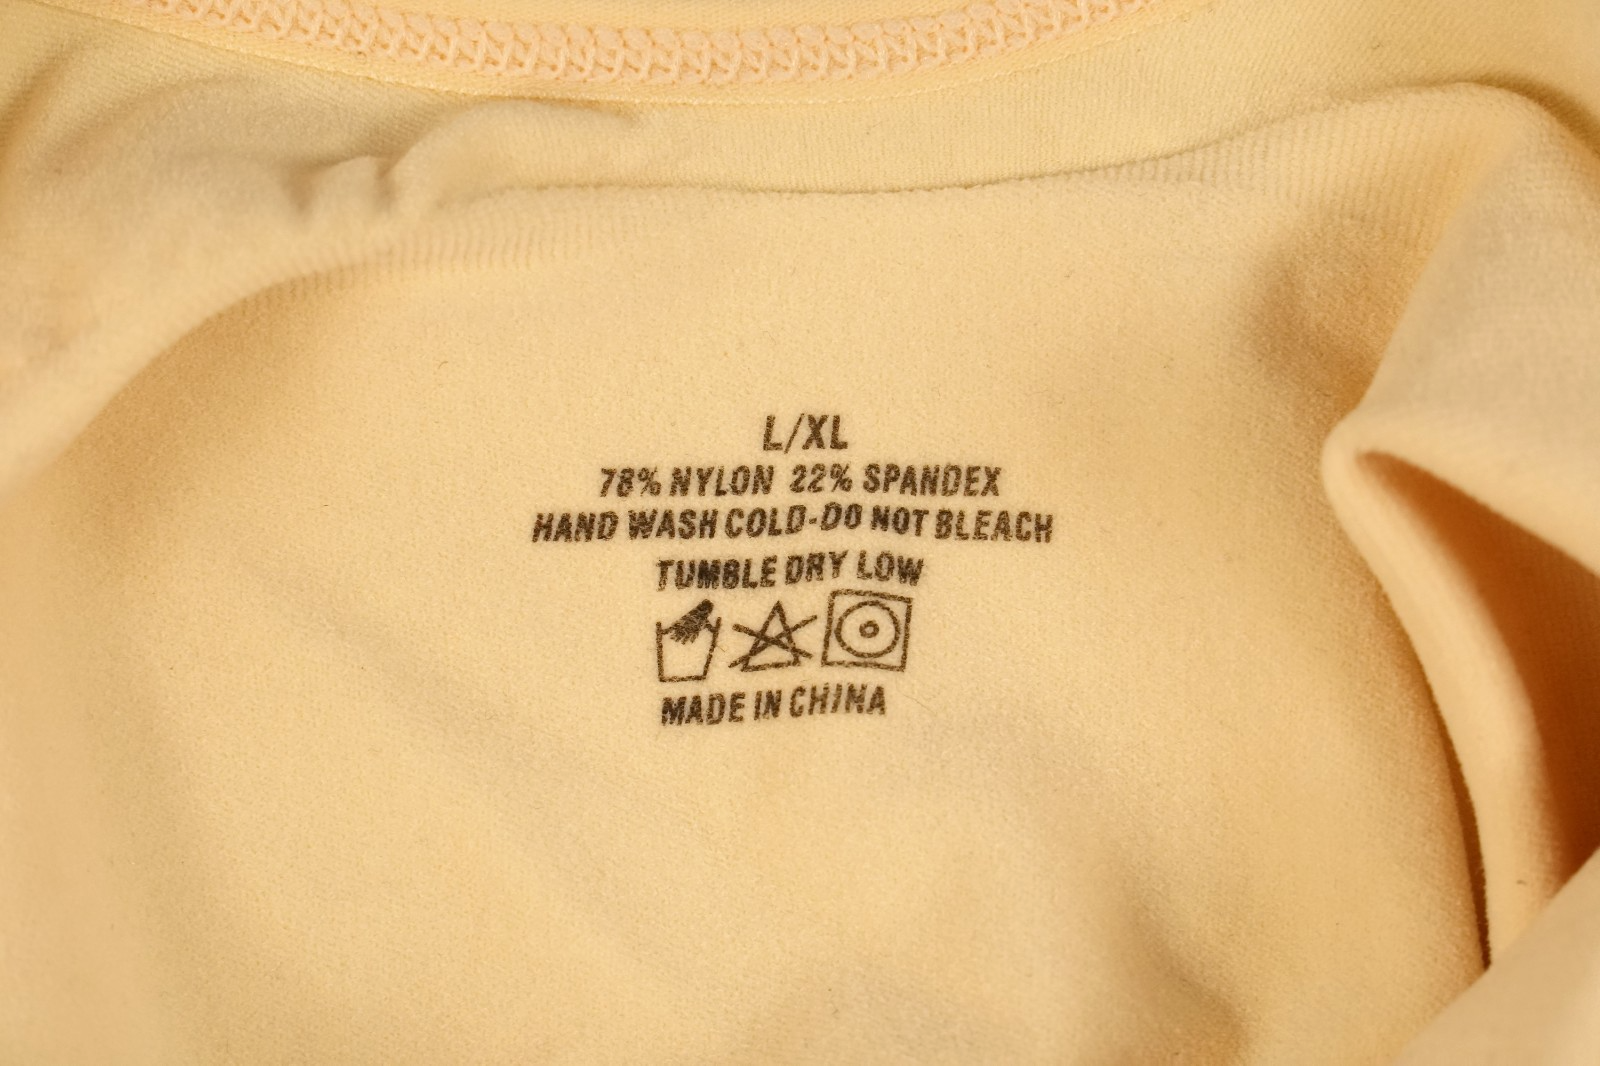 L/XL
78% NYLON 22% SPANDEX
HAND WASH COLD-DO NOT BLEACH
TUMBLE DRY LOW
MADE IN CHINA